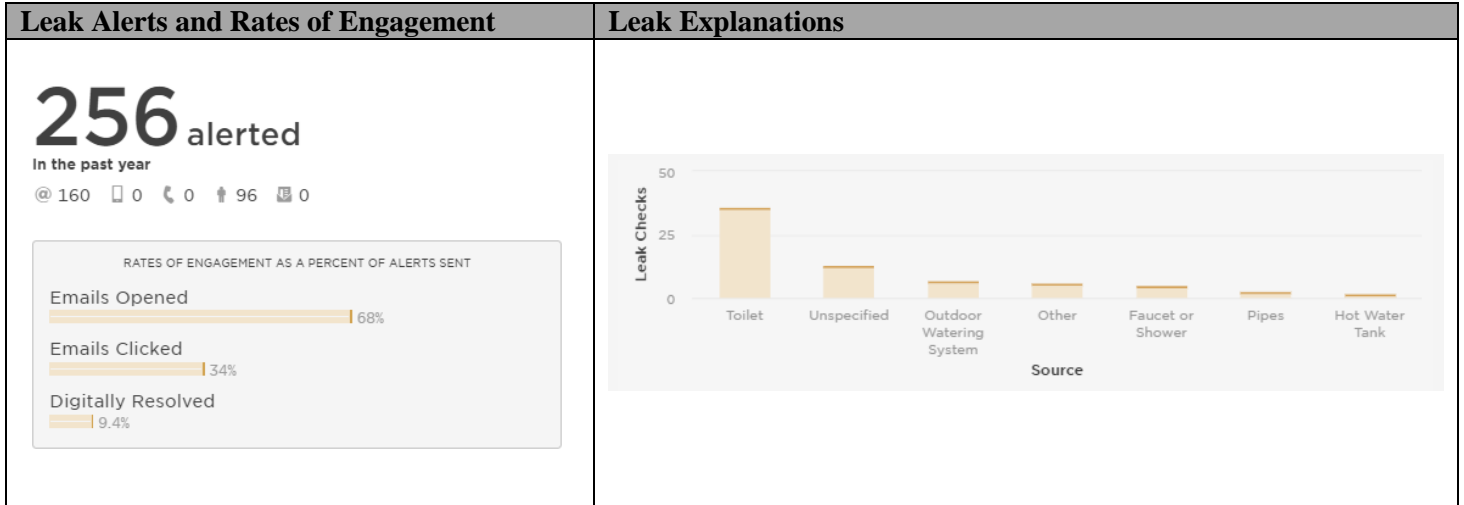 Leak Alerts and Rates of Engagement
Leak Explanations
256 alerted
In the past year
@ 160 0 0 96 0
RATES OF ENGAGEMENT AS A PERCENT OF ALERTS SENT
Emails Opened
68%
Emails Clicked
34%
Digitally Resolved
9.4%
Leak Checks
50
25
0
Toilet
Unspecified
Outdoor
Watering
System
Other
Faucet or
Shower
Pipes
Hot Water
Tank
Source